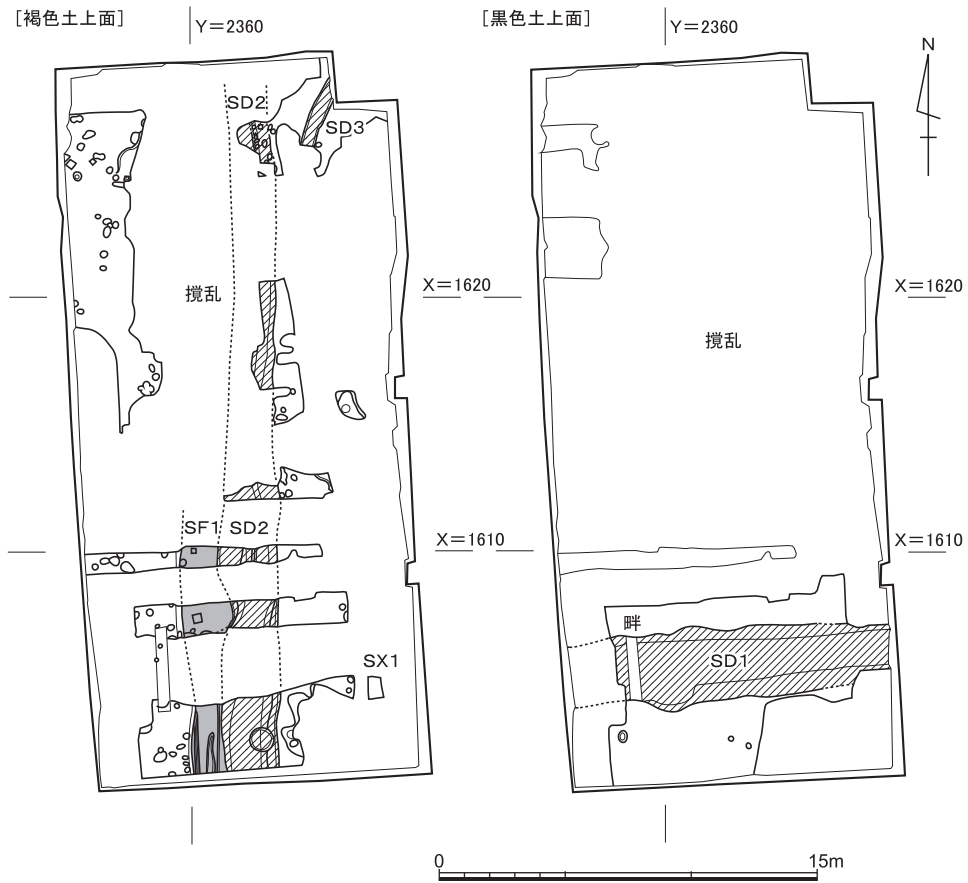 [褐色土上面]
Y=2360
[黒色土上面]
Y=2360
N
SD2
SD3
撹乱
X=1620
X=1620
撹乱
SF1
SD2
X=1610
X=1610
畔
SD1
SX1
0
15m